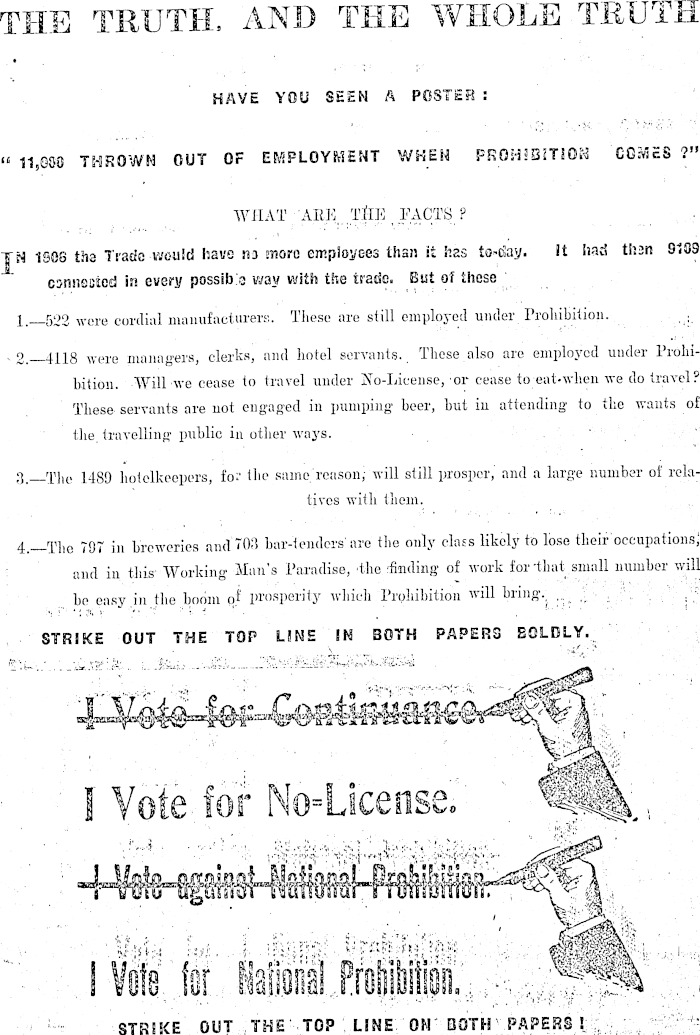 THE TRUTH, AND THE WHOLE TRUTH
HAVE YOU SEEN A POSTER:
“ 11,000 THROWN OUT OF EMPLOYMENT WHEN PROHIBITION COMES ?”
WHAT ARE THE FACTS ?
IN 1906 the Trade would have no more employees than it has to-day. It had then 9109
connected in every possible way with the trade. But of these
1.—522 were cordial manufacturers. These are still employed under Prohibition.
2.—4118 were managers, clerks, and hotel servants. These also are employed under Prohi-
bition. Will we cease to travel under No-License, or cease to eat when we do travel?
These servants are not engaged in pumping beer, but in attending to the wants of
the travelling public in other ways.
3.—The 1489 hotelkeepers, for the same reason, will still prosper, and a large number of rela-
tives with them.
4.—The 797 in breweries and 703 bar-tenders are the only class likely to lose their occupations,
and in this Working Man's Paradise, the finding of work for that small number will
be easy in the boom of prosperity which Prohibition will bring.
STRIKE OUT THE TOP LINE IN BOTH PAPERS BOLDLY.
I Vote for Continuance.
I Vote for No-License.
I Vote against National Prohibition.
I Vote for National Prohibition.
STRIKE OUT THE TOP LINE ON BOTH PAPERS!